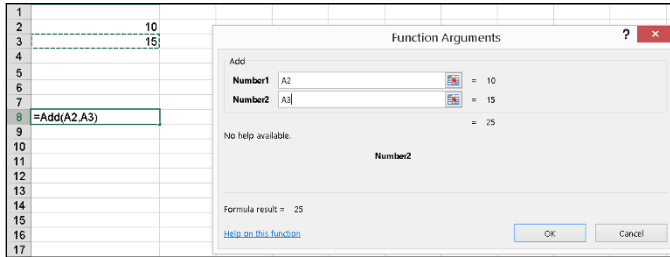 1
2 10
3 15
4
5
6
7
8 =Add(A2,A3)
9
10
11
12
13
14
15
16
17
Function Arguments ? ×
Add
Number1 A2 = 10
Number2 A3 = 15
= 25
No help available.
Number2
Formula result = 25
Help on this function OK Cancel